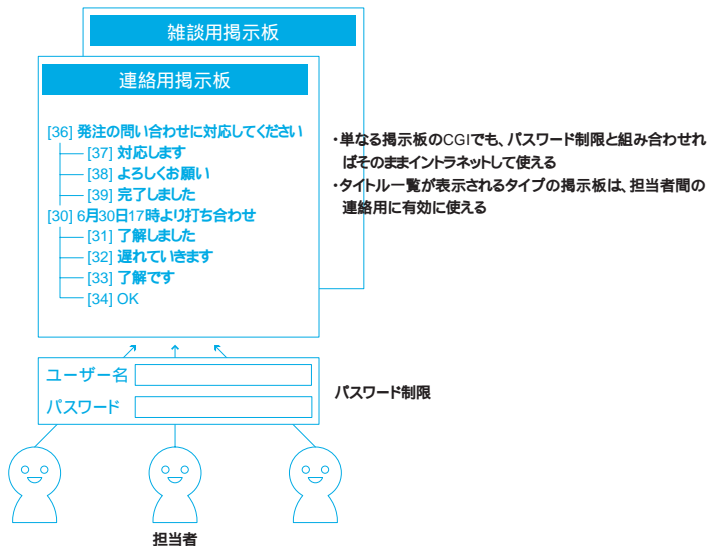 雑談用掲示板
連絡用掲示板
[36] 発注の問い合わせに対応してください
[37] 対応します
[38] よろしくお願い
[39] 完了しました
[30] 6月30日17時より打ち合わせ
[31] 了解しました
[32] 遅れていきます
[33] 了解です
[34] OK
・単なる掲示板のCGIでも、パスワード制限と組み合わせれ
ばそのままイントラネットして使える
・タイトル一覧が表示されるタイプの掲示板は、担当者間の
連絡用に有効に使える
ユーザー名
パスワード
パスワード制限
担当者